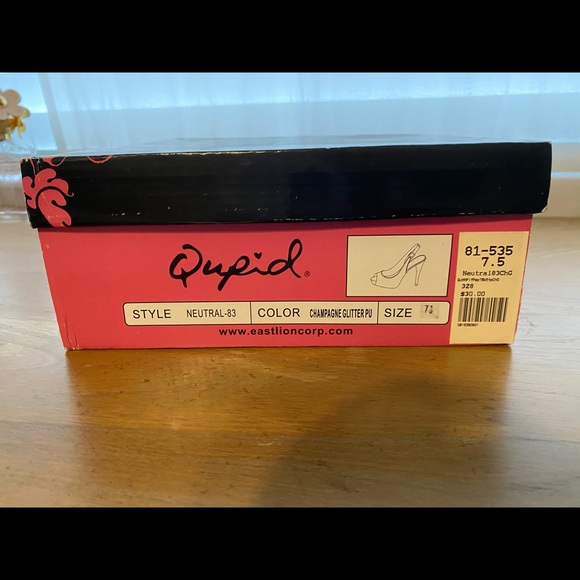 Qupid®
STYLE NEUTRAL-83 COLOR CHAMPAGNE GLITTER PU SIZE 7½
www.eastlioncorp.com
81-535
7.5
Neutral83ChG
328
$30.00